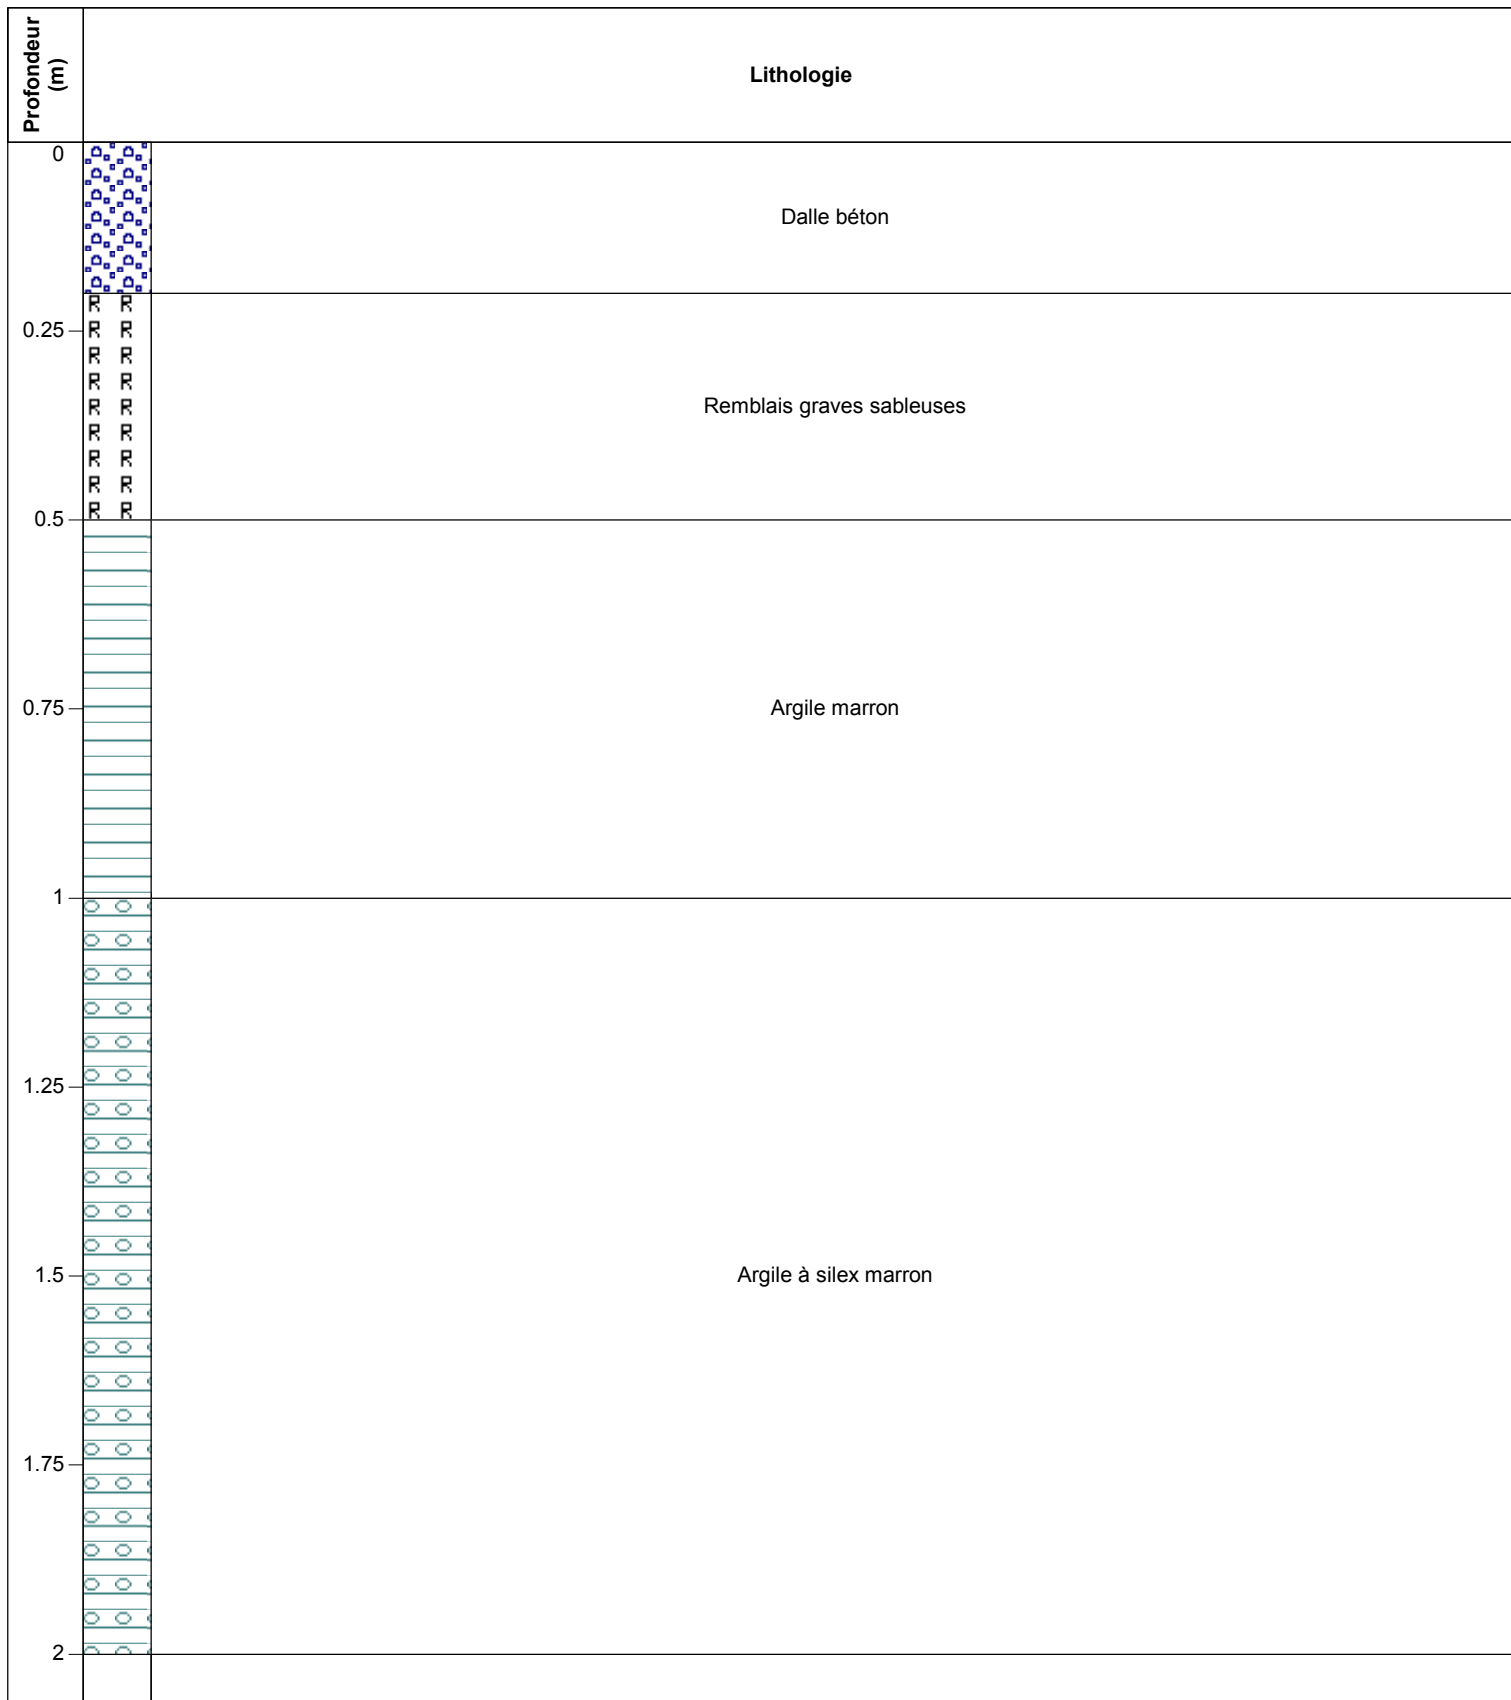 Profondeur
(m)
Lithologie
0
Dalle béton
0.25
Remblais graves sableuses
0.5
0.75
Argile marron
1
1.25
1.5
Argile à silex marron
1.75
2